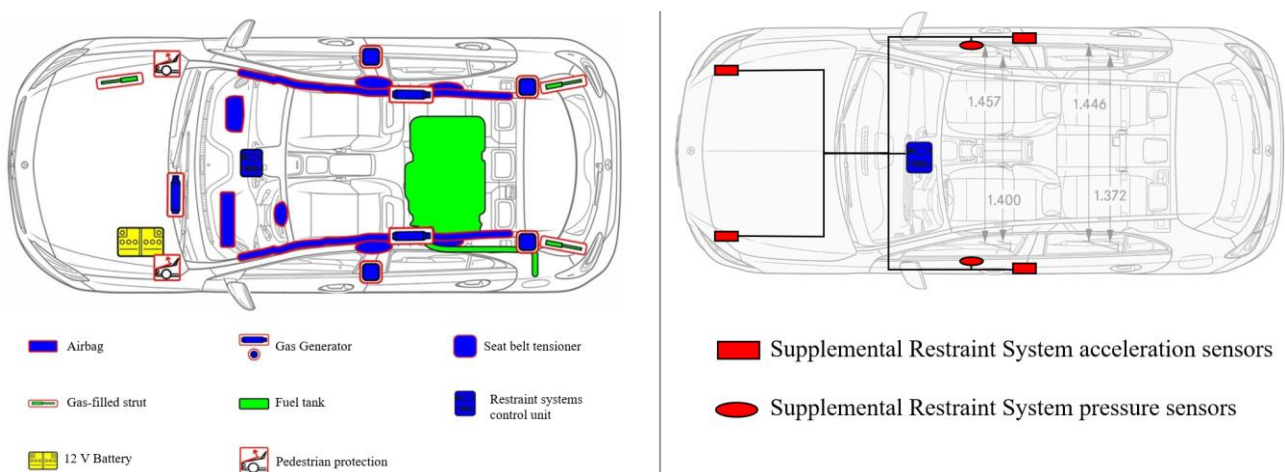 Airbag
Gas Generator
Seat belt tensioner
Gas-filled strut
Fuel tank
Restraint systems
control unit
12 V Battery
Pedestrian protection
1.457
1.446
1.400
1.372
Supplemental Restraint System acceleration sensors
Supplemental Restraint System pressure sensors